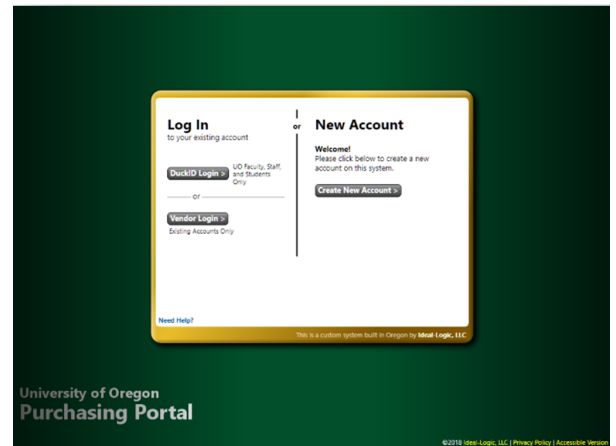 Log In
to your existing account
DuckID Login >
UO Faculty, Staff,
and Students
Only
or
Vendor Login >
Existing Accounts Only
Need Help?
or
New Account
Welcome!
Please click below to create a new
account on this system.
Create New Account >
This is a custom system built in Oregon by Ideal-Logic, LLC
University of Oregon
Purchasing Portal
©2018 Ideal-Logic, LLC | Privacy Policy | Accessible Version